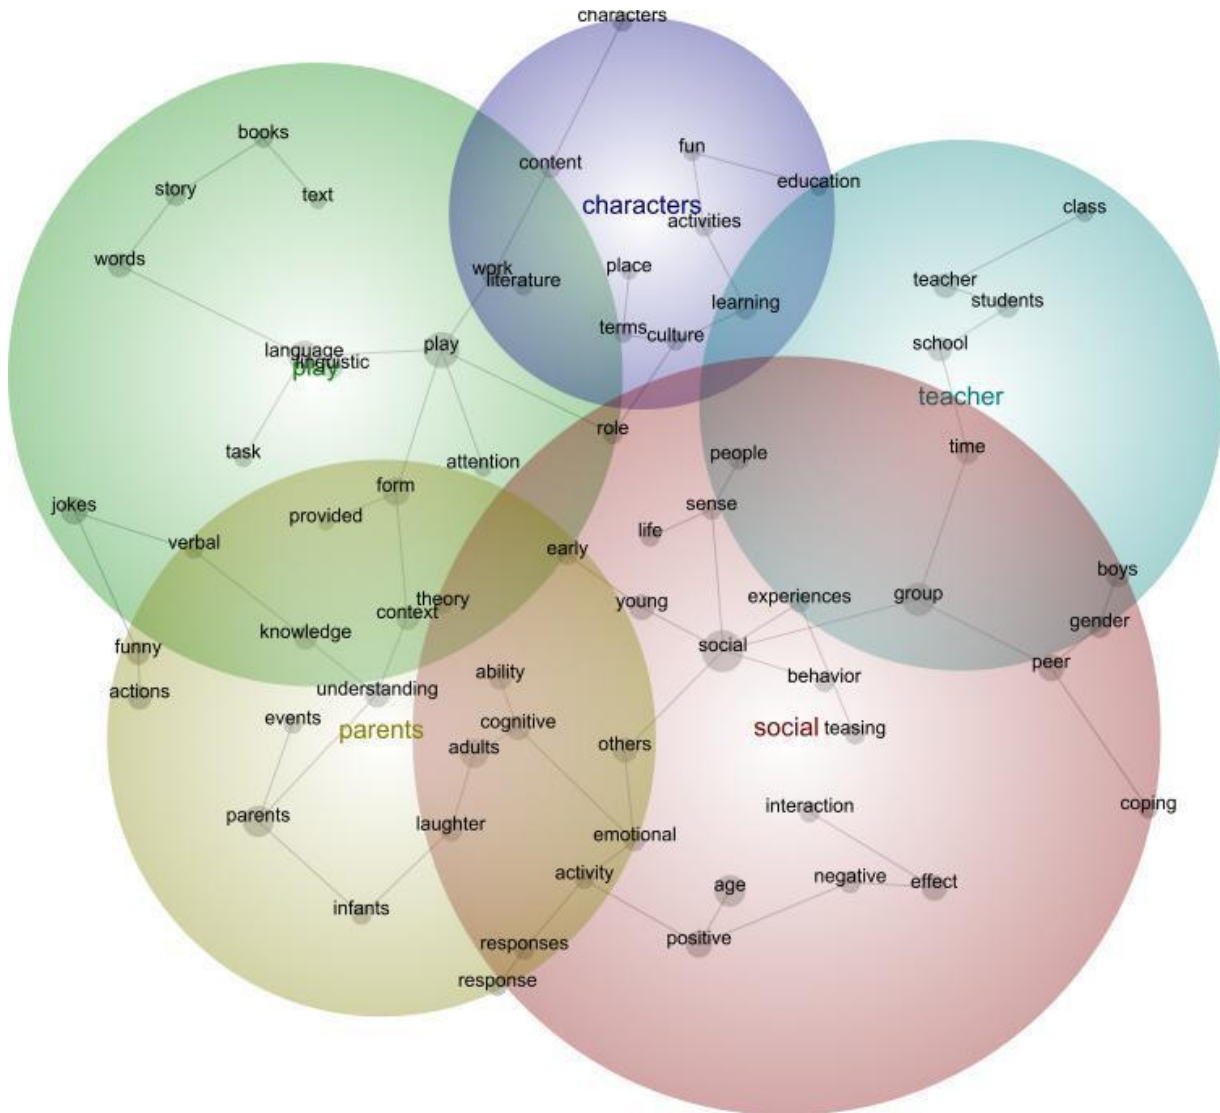 characters
books
fun
content
education
story
text
characters
class
activities
words
work
place
literature
teacher
students
learning
terms
culture
school
play
language
linguistic
play
teacher
role
task
attention
people
time
form
jokes
provided
sense
life
verbal
early
boys
theory
young
experiences
group
context
knowledge
gender
funny
social
peer
ability
behavior
actions
understanding
events
cognitive
parents
adults
others
social
teasing
interaction
coping
parents
laughter
emotional
activity
age
negative
effect
infants
responses
positive
response